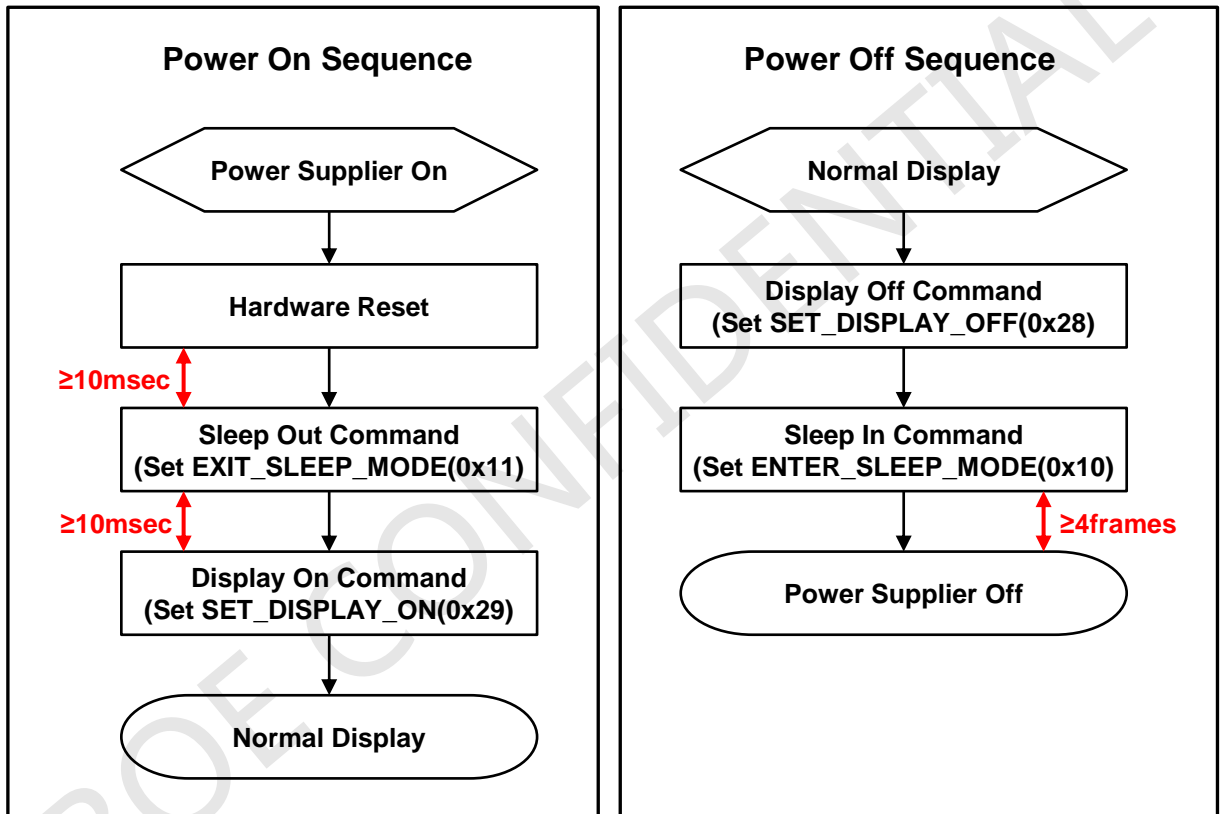 Power On Sequence
Power Supplier On
Hardware Reset
≥10msec
Sleep Out Command
(Set EXIT_SLEEP_MODE(0x11)
≥10msec
Display On Command
(Set SET_DISPLAY_ON(0x29)
Normal Display
Power Off Sequence
Normal Display
Display Off Command
(Set SET_DISPLAY_OFF(0x28)
Sleep In Command
(Set ENTER_SLEEP_MODE(0x10)
≥4frames
Power Supplier Off
BOE CONFIDENTIAL